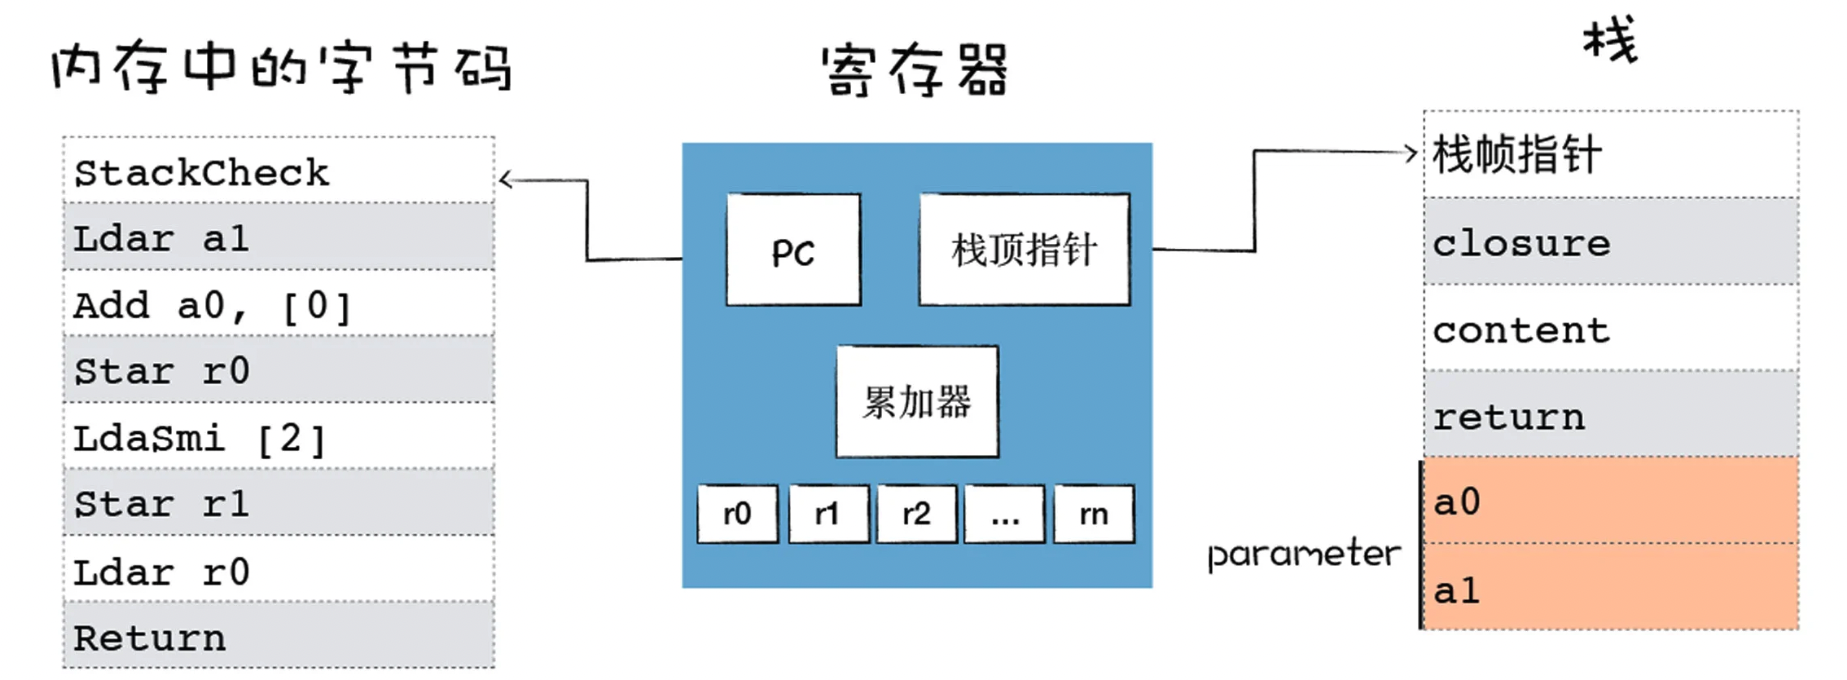 内存中的字节码
StackCheck
Ldar a1
Add a0, [0]
Star r0
LdaSmi [2]
Star r1
Ldar r0
Return
寄存器
PC
栈顶指针
累加器
r0
r1
r2
...
rn
栈
栈帧指针
closure
content
return
a0
a1
parameter